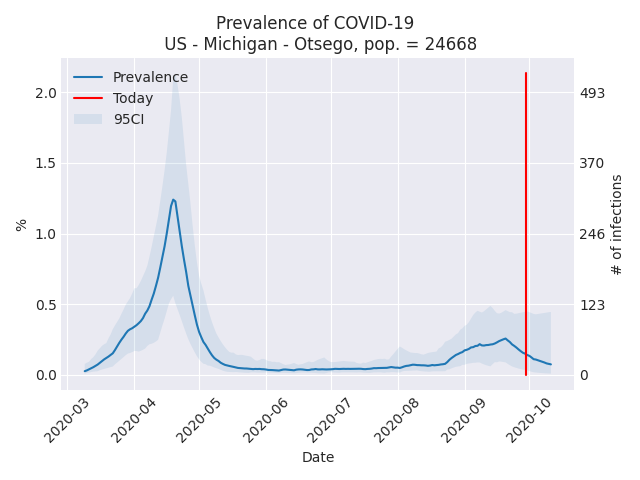 Prevalence of COVID-19
US - Michigan - Otsego, pop. = 24668
Prevalence
Today
95CI
%
2.0
1.5
1.0
0.5
0.0
493
370
246
123
0
# of infections
2020-03
2020-04
2020-05
2020-06
2020-07
2020-08
2020-09
2020-10
Date